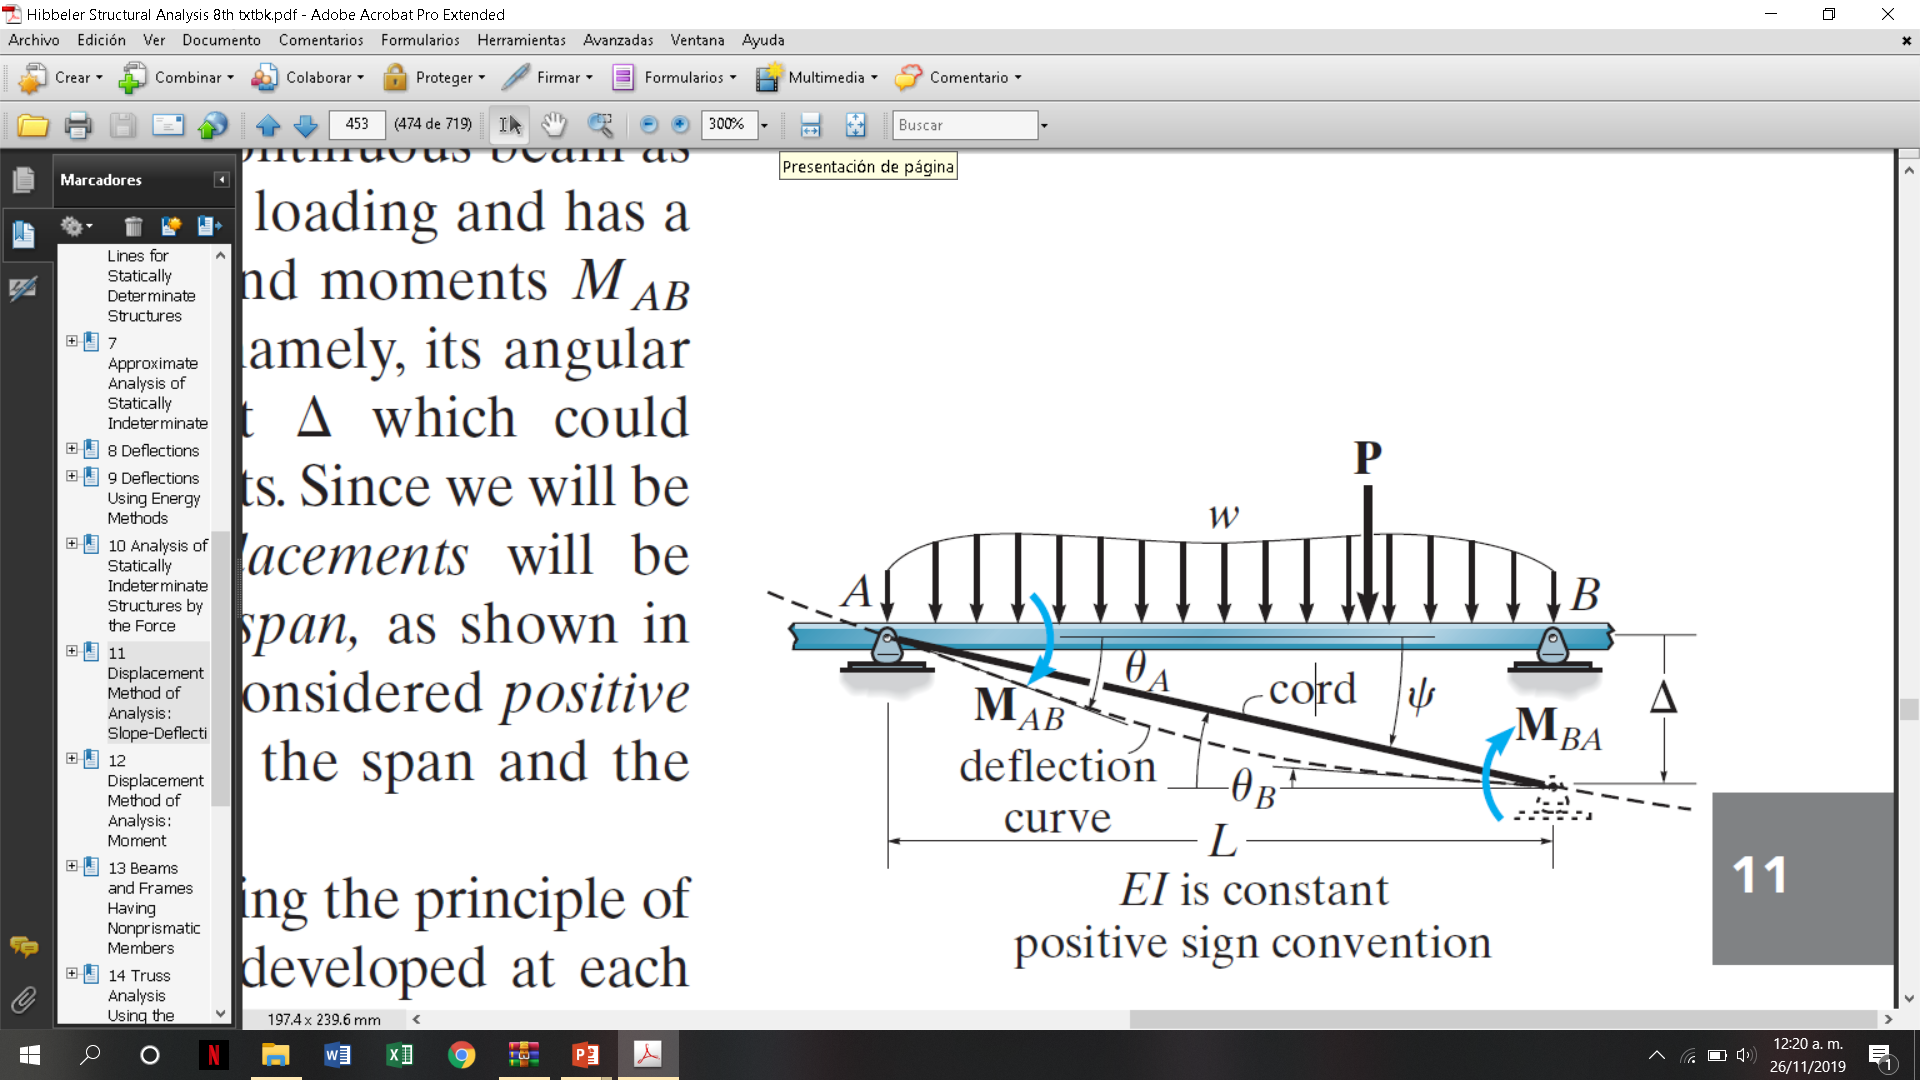 Hibbeler Structural Analysis 8th txtbk.pdf - Adobe Acrobat Pro Extended
Archivo Edición Ver Documento Comentarios Formularios Herramientas Avanzadas Ventana Ayuda
Crear Combinar Colaborar Proteger Firmar Formularios Multimedia Comentario
453 (474 de 719) 300% Buscar
Presentación de página
Marcadores
Lines for
Statically
Determinate
Structures
7
Approximate
Analysis of
Statically
Indeterminate
8 Deflections
9 Deflections
Using Energy
Methods
10 Analysis of
Statically
Indeterminate
Structures by
the Force
11
Displacement
Method of
Analysis:
Slope-Deflecti
12
Displacement
Method of
Analysis:
Moment
13 Beams
and Frames
Having
Nonprismatic
Members
14 Truss
Analysis
Using the
ontinuous beam as
loading and has a
nd moments M AB
amely, its angular
t Δ which could
ts. Since we will be
lacements will be
span, as shown in
onsidered positive
the span and the
ing the principle of
developed at each
P
w
A
B
θA
cord
ψ
Δ
MAB
MBA
deflection
curve
θB
L
EI is constant
positive sign convention
11
197.4 x 239.6 mm
12:20 a. m.
26/11/2019
1